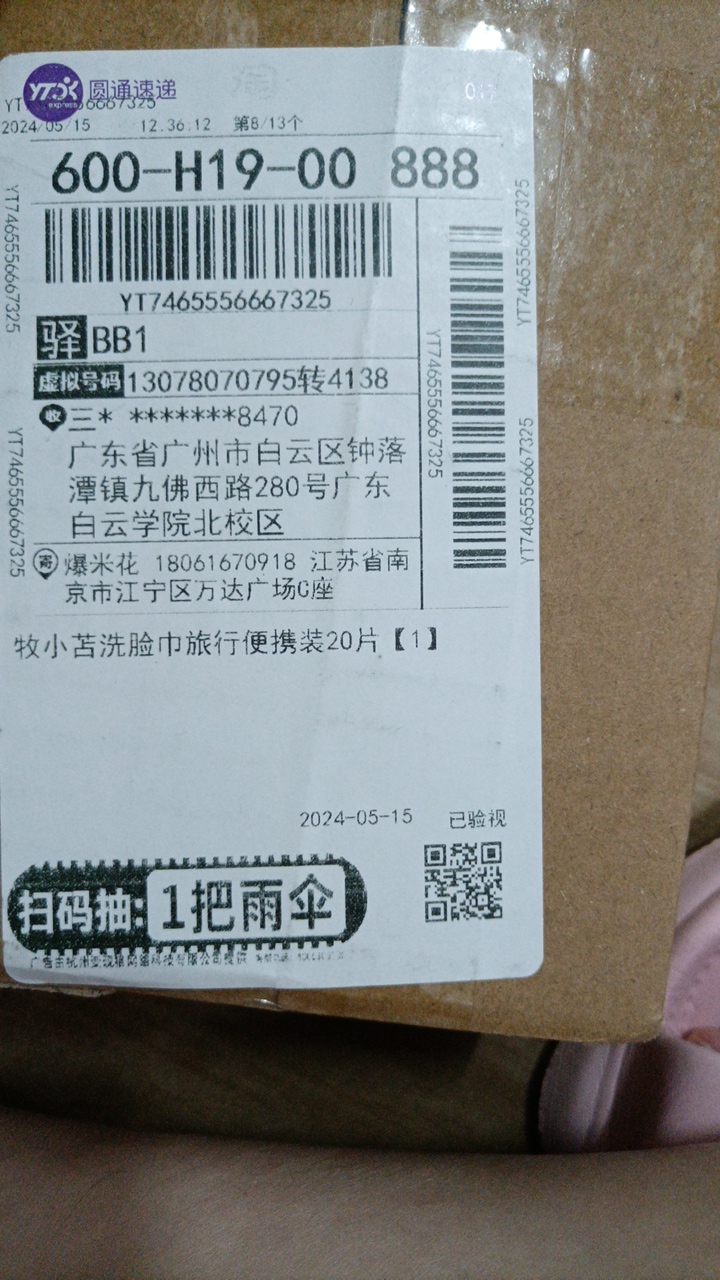 YTO express 圆通速递
2024/05/15 12.36.12 第8/13个
600-H19-00 888
YT7465556667325
驿 BB1
虚拟号码 13078070795转4138
收 三* *******8470
广东省广州市白云区钟落
潭镇九佛西路280号广东
白云学院北校区
寄 爆米花 18061670918 江苏省南
京市江宁区万达广场C座
牧小苔洗脸巾旅行便携装20片【1】
2024-05-15 已验视
扫码抽: 1把雨伞
YT7465556667325
YT7465556667325
YT7465556667325
YT7465556667325
YT7465556667325